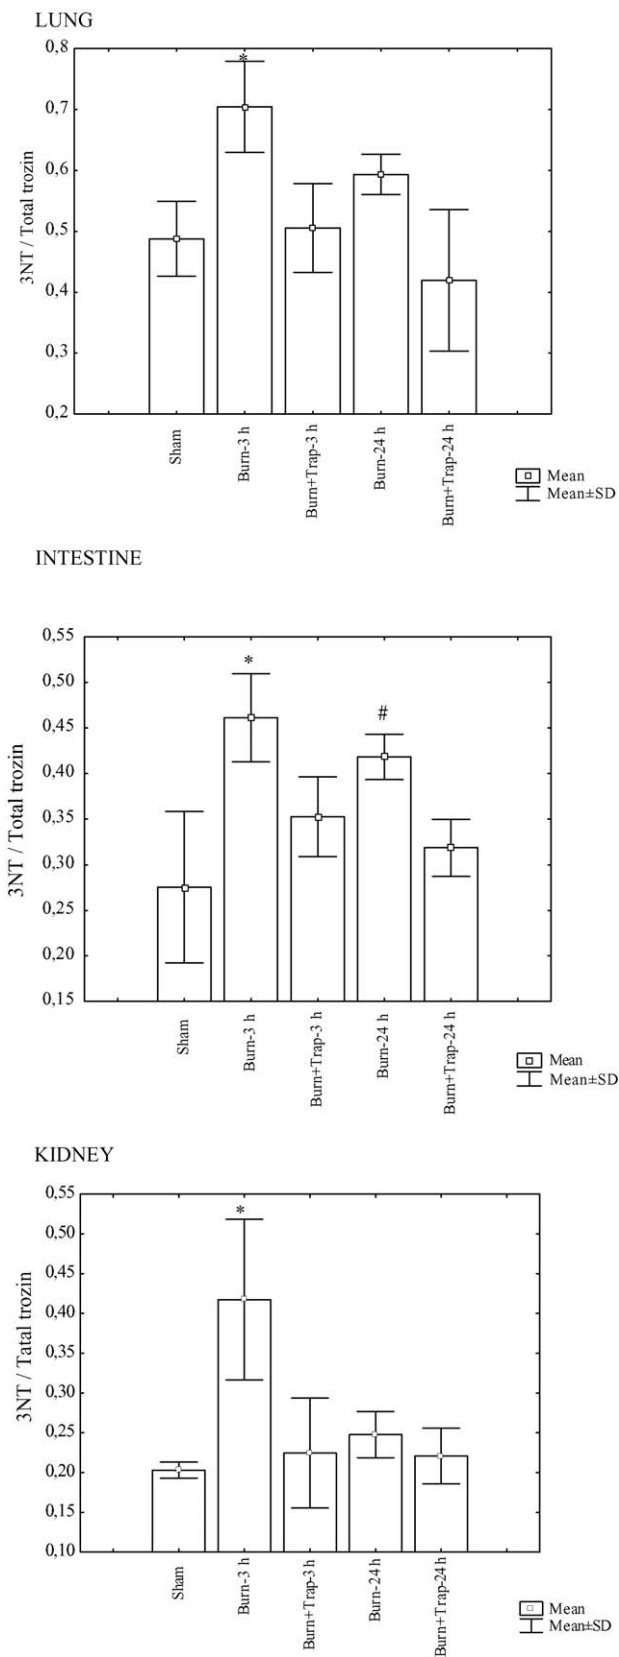 LUNG
0,8
0,7
0,6
0,5
0,4
0,3
0,2
3NT / Total trozin
*
Sham
Burn-3 h
Burn+Trap-3 h
Burn-24 h
Burn+Trap-24 h
Mean
Mean±SD
INTESTINE
0,55
0,50
0,45
0,40
0,35
0,30
0,25
0,20
0,15
3NT / Total trozin
*
#
Sham
Burn-3 h
Burn+Trap-3 h
Burn-24 h
Burn+Trap-24 h
Mean
Mean±SD
KIDNEY
0,55
0,50
0,45
0,40
0,35
0,30
0,25
0,20
0,15
0,10
3NT / Tatal trozin
*
Sham
Burn-3 h
Burn+Trap-3 h
Burn-24 h
Burn+Trap-24 h
Mean
Mean±SD